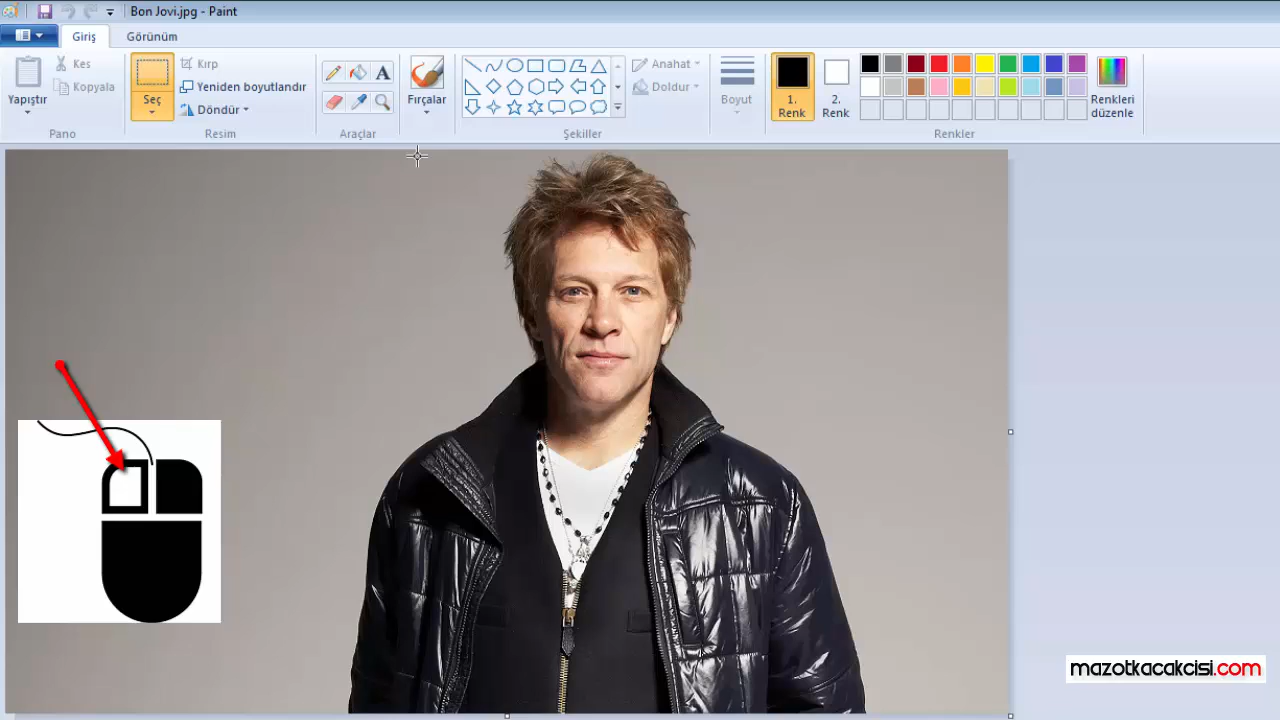 Bon Jovi.jpg - Paint
Giriş Görünüm
Yapıştır
Kes
Kopyala
Pano
Seç
Kırp
Yeniden boyutlandır
Döndür
Resim
A
Araçlar
Fırçalar
Anahat
Doldur
Şekiller
Boyut
1.
Renk
2.
Renk
Renkleri
düzenle
Renkler
mazotkacakcisi.com